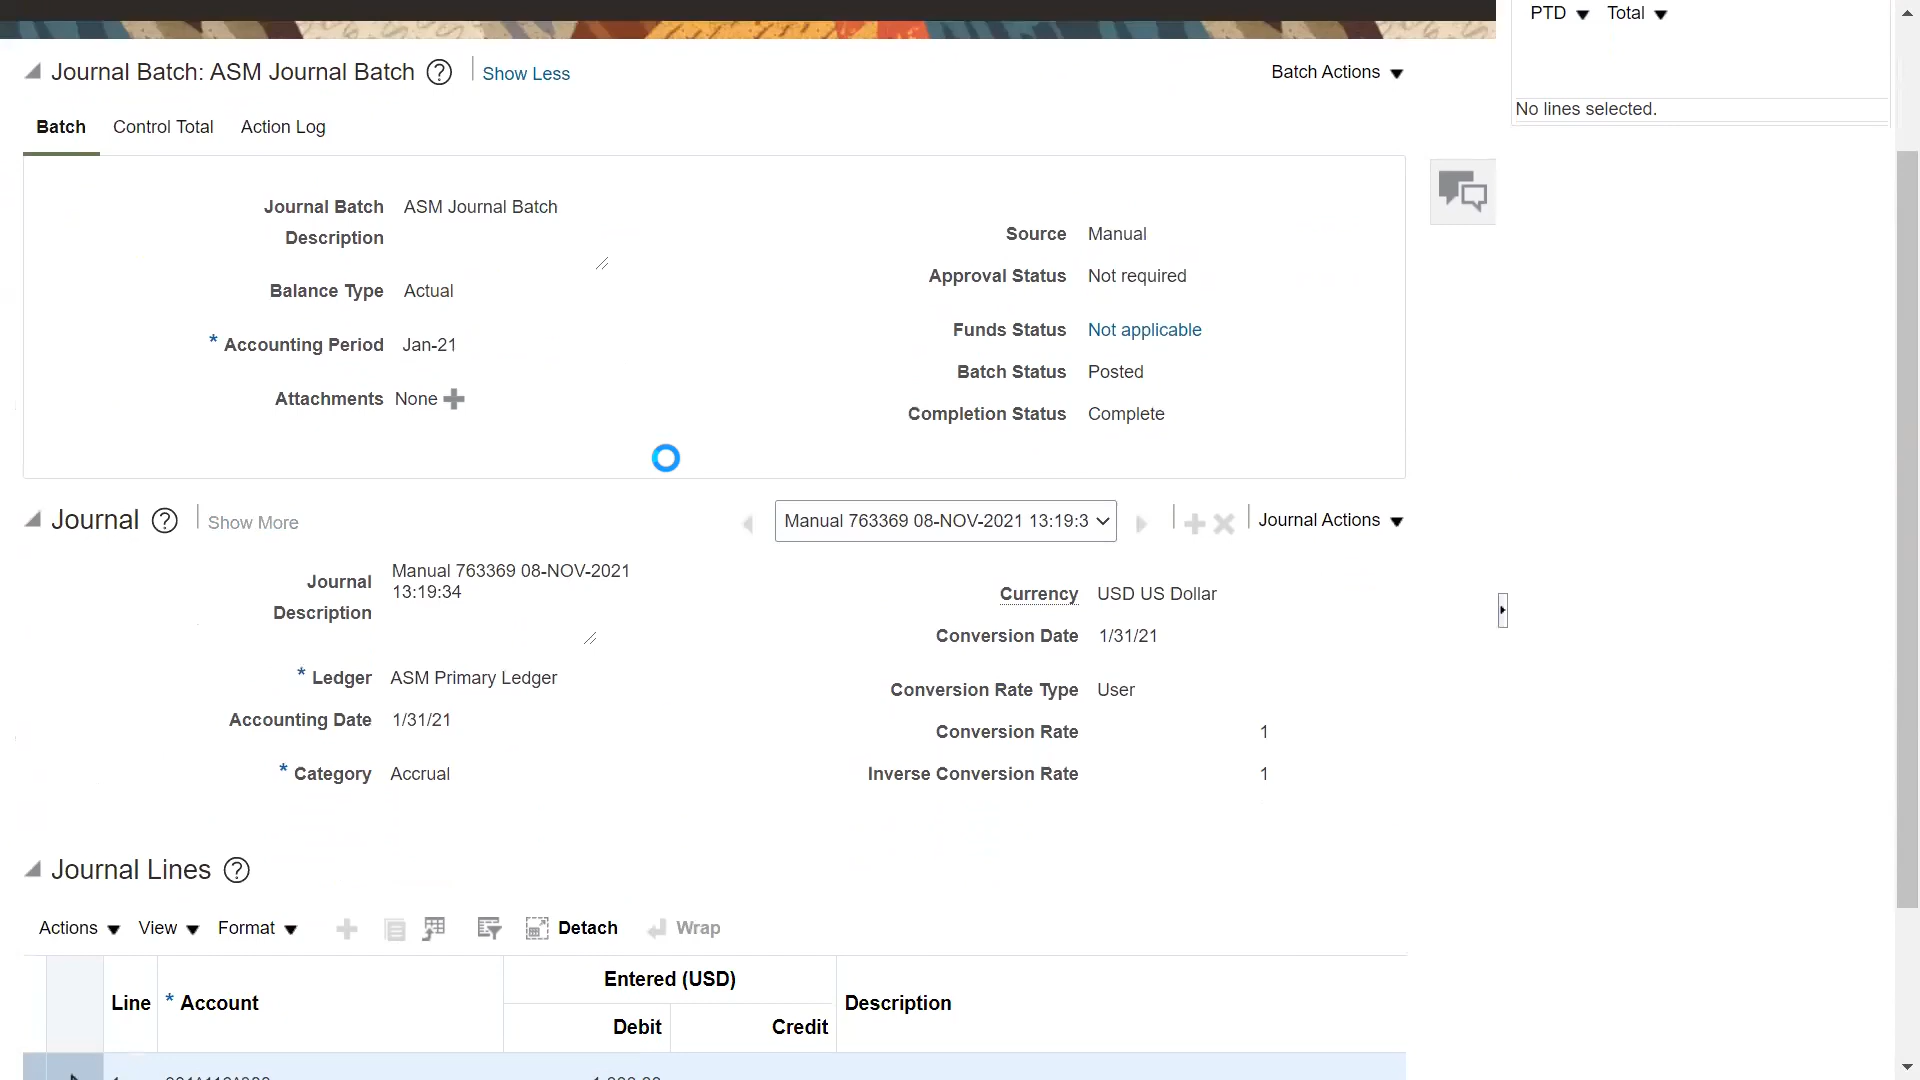 PTD Total
Journal Batch: ASM Journal Batch ? Show Less Batch Actions
No lines selected.
Batch Control Total Action Log
Journal Batch ASM Journal Batch
Description
Source Manual
Approval Status Not required
Balance Type Actual
Funds Status Not applicable
* Accounting Period Jan-21
Batch Status Posted
Attachments None
Completion Status Complete
Journal ? Show More Manual 763369 08-NOV-2021 13:19:3 Journal Actions
Journal Manual 763369 08-NOV-2021
13:19:34
Description
Currency USD US Dollar
Conversion Date 1/31/21
* Ledger ASM Primary Ledger
Conversion Rate Type User
Accounting Date 1/31/21
Conversion Rate 1
* Category Accrual
Inverse Conversion Rate 1
Journal Lines ?
Actions View Format Detach Wrap
Line * Account Entered (USD) Description
Debit Credit